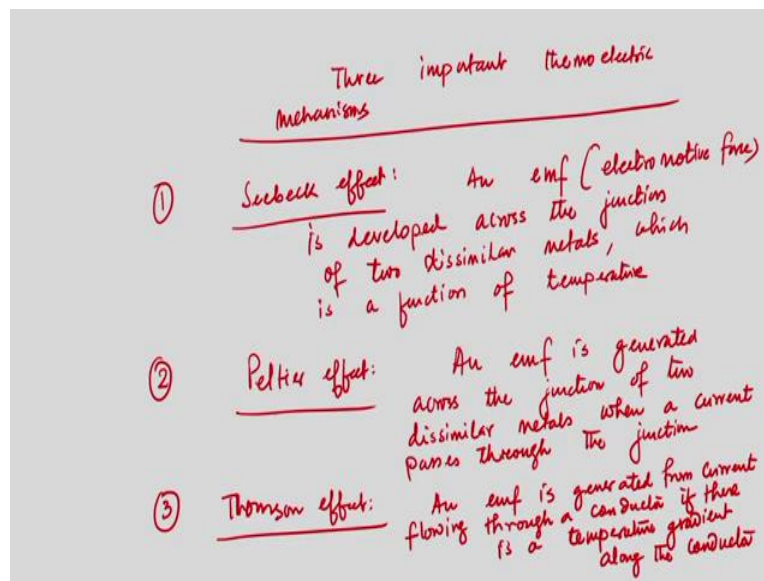 Three important thermoelectric
mechanisms
① Seebeck effect: An emf (electromotive force)
is developed across the junction
of two dissimilar metals, which
is a function of temperature
② Peltier effect: An emf is generated
across the junction of two
dissimilar metals when a current
passes through the junction
③ Thomson effect: An emf is generated from current
flowing through a conductor if there
is a temperature gradient
along the conductor